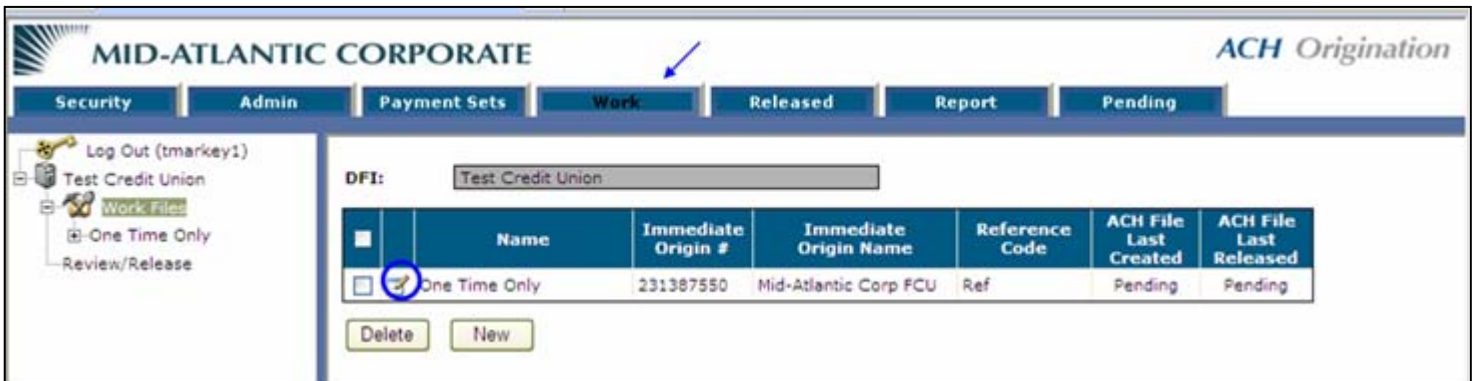 MID-ATLANTIC CORPORATE
ACH Origination
Security Admin Payment Sets Work Released Report Pending
Log Out (tmarkey1)
Test Credit Union
Work Files
One Time Only
Review/Release
DFI: Test Credit Union
Name Immediate Origin # Immediate Origin Name Reference Code ACH File Last Created ACH File Last Released
One Time Only 231387550 Mid-Atlantic Corp FCU Ref Pending Pending
Delete New